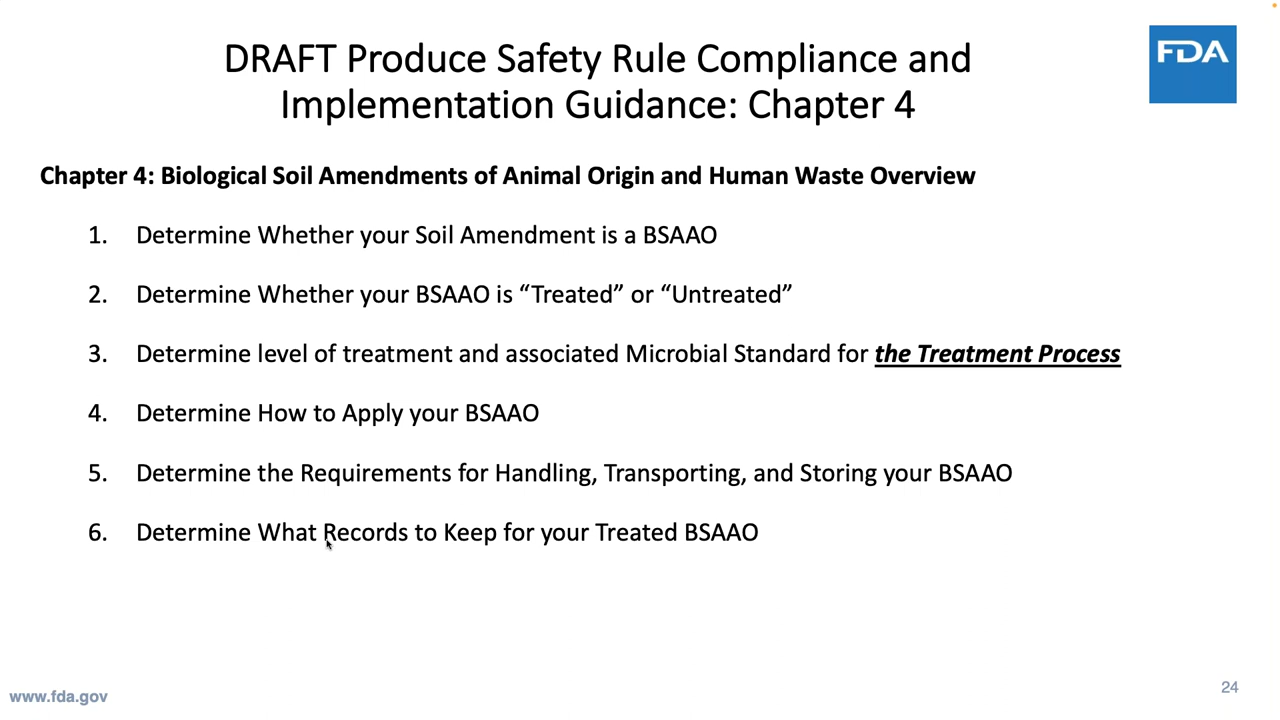 DRAFT Produce Safety Rule Compliance and
Implementation Guidance: Chapter 4
FDA
Chapter 4: Biological Soil Amendments of Animal Origin and Human Waste Overview
1. Determine Whether your Soil Amendment is a BSAAO
2. Determine Whether your BSAAO is “Treated” or “Untreated”
3. Determine level of treatment and associated Microbial Standard for the Treatment Process
4. Determine How to Apply your BSAAO
5. Determine the Requirements for Handling, Transporting, and Storing your BSAAO
6. Determine What Records to Keep for your Treated BSAAO
www.fda.gov
24